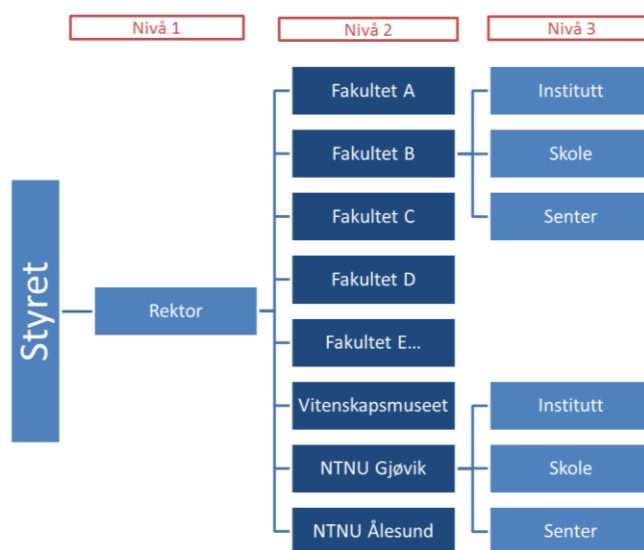 Nivå 1
Nivå 2
Nivå 3
Styret
Rektor
Fakultet A
Fakultet B
Fakultet C
Fakultet D
Fakultet E...
Vitenskapsmuseet
NTNU Gjøvik
NTNU Ålesund
Institutt
Skole
Senter
Institutt
Skole
Senter